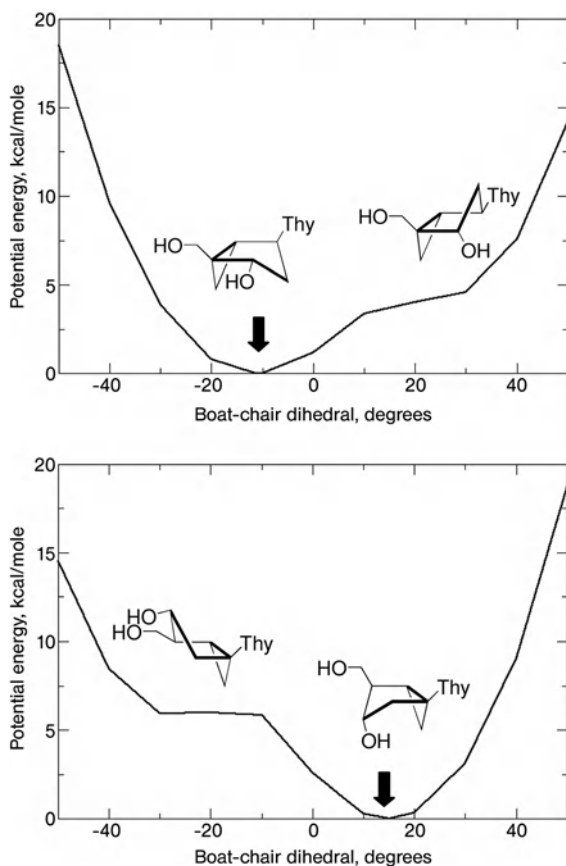 20
15
10
5
0
Potential energy, kcal/mole
HO
Thy
HO
HO
Thy
OH
-40
-20
0
20
40
Boat-chair dihedral, degrees
20
15
10
5
0
Potential energy, kcal/mole
HO
HO
Thy
HO
Thy
OH
-40
-20
0
20
40
Boat-chair dihedral, degrees